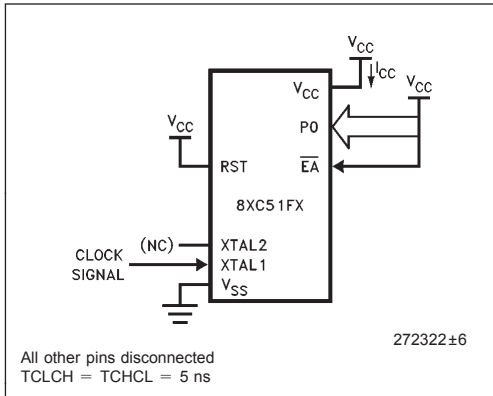 VCC
ICC
VCC
VCC
VCC
P0
RST
EA
8XC51FX
(NC)
XTAL2
CLOCK
SIGNAL
XTAL1
VSS
272322±6
All other pins disconnected
TCLCH = TCHCL = 5 ns